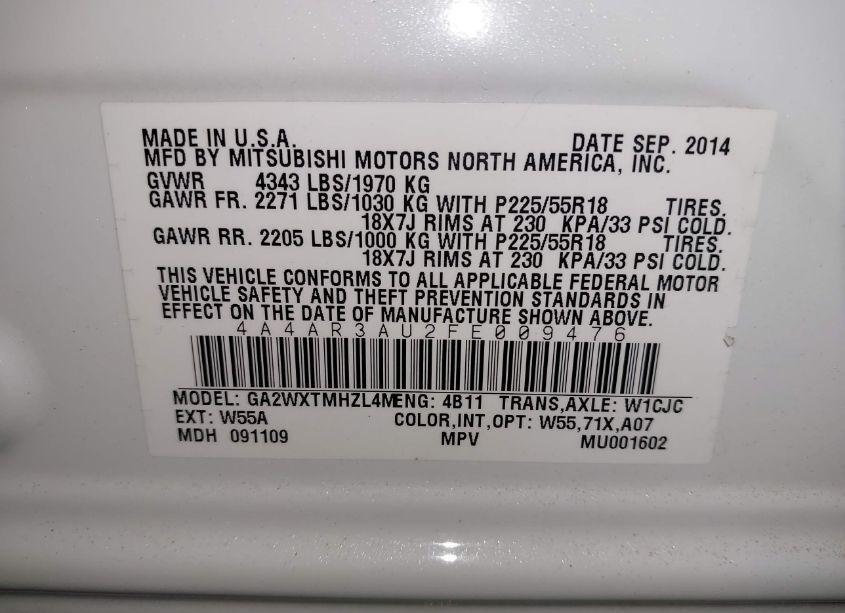 MADE IN U.S.A. DATE SEP. 2014
MFD BY MITSUBISHI MOTORS NORTH AMERICA, INC.
GVWR 4343 LBS/1970 KG
GAWR FR. 2271 LBS/1030 KG WITH P225/55R18 TIRES.
18X7J RIMS AT 230 KPA/33 PSI COLD.
GAWR RR. 2205 LBS/1000 KG WITH P225/55R18 TIRES.
18X7J RIMS AT 230 KPA/33 PSI COLD.
THIS VEHICLE CONFORMS TO ALL APPLICABLE FEDERAL MOTOR
VEHICLE SAFETY AND THEFT PREVENTION STANDARDS IN
EFFECT ON THE DATE OF MANUFACTURE SHOWN ABOVE.
4A4AR3AU2FE009476
MODEL: GA2WXTMHZL4M ENG: 4B11 TRANS,AXLE: W1CJC
EXT: W55A COLOR,INT,OPT: W55,71X,A07
MDH 091109 MPV MU001602